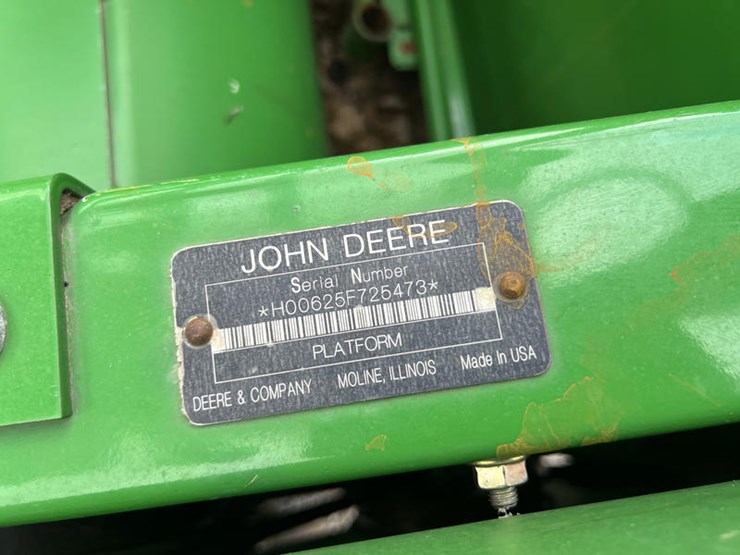 JOHN DEERE
Serial Number
*H00625F725473*
PLATFORM
DEERE & COMPANY MOLINE, ILLINOIS Made In USA